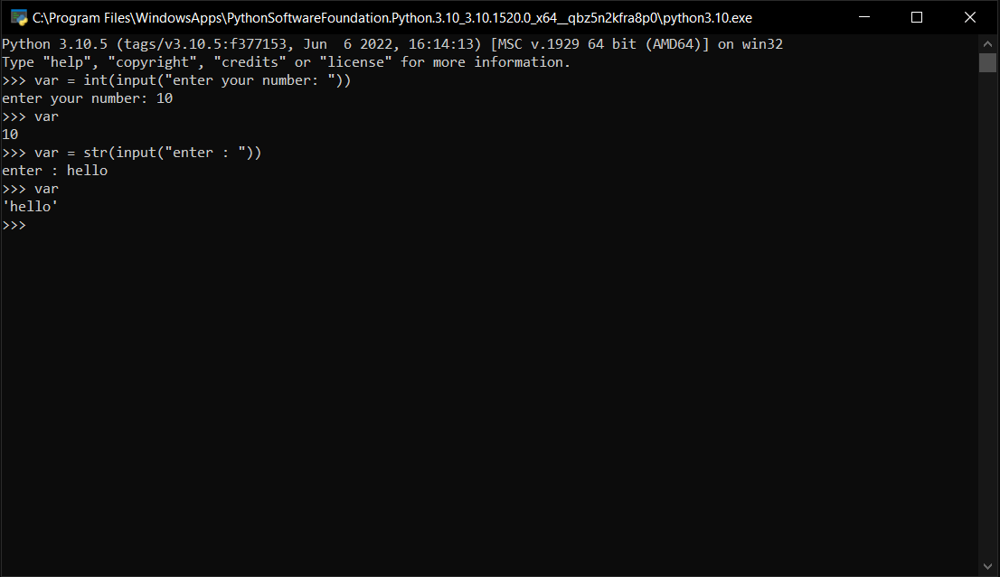 C:\Program Files\WindowsApps\PythonSoftwareFoundation.Python.3.10_3.10.1520.0_x64__qbz5n2kfra8p0\python3.10.exe
Python 3.10.5 (tags/v3.10.5:f377153, Jun  6 2022, 16:14:13) [MSC v.1929 64 bit (AMD64)] on win32
Type "help", "copyright", "credits" or "license" for more information.
>>> var = int(input("enter your number: "))
enter your number: 10
>>> var
10
>>> var = str(input("enter : "))
enter : hello
>>> var
'hello'
>>>